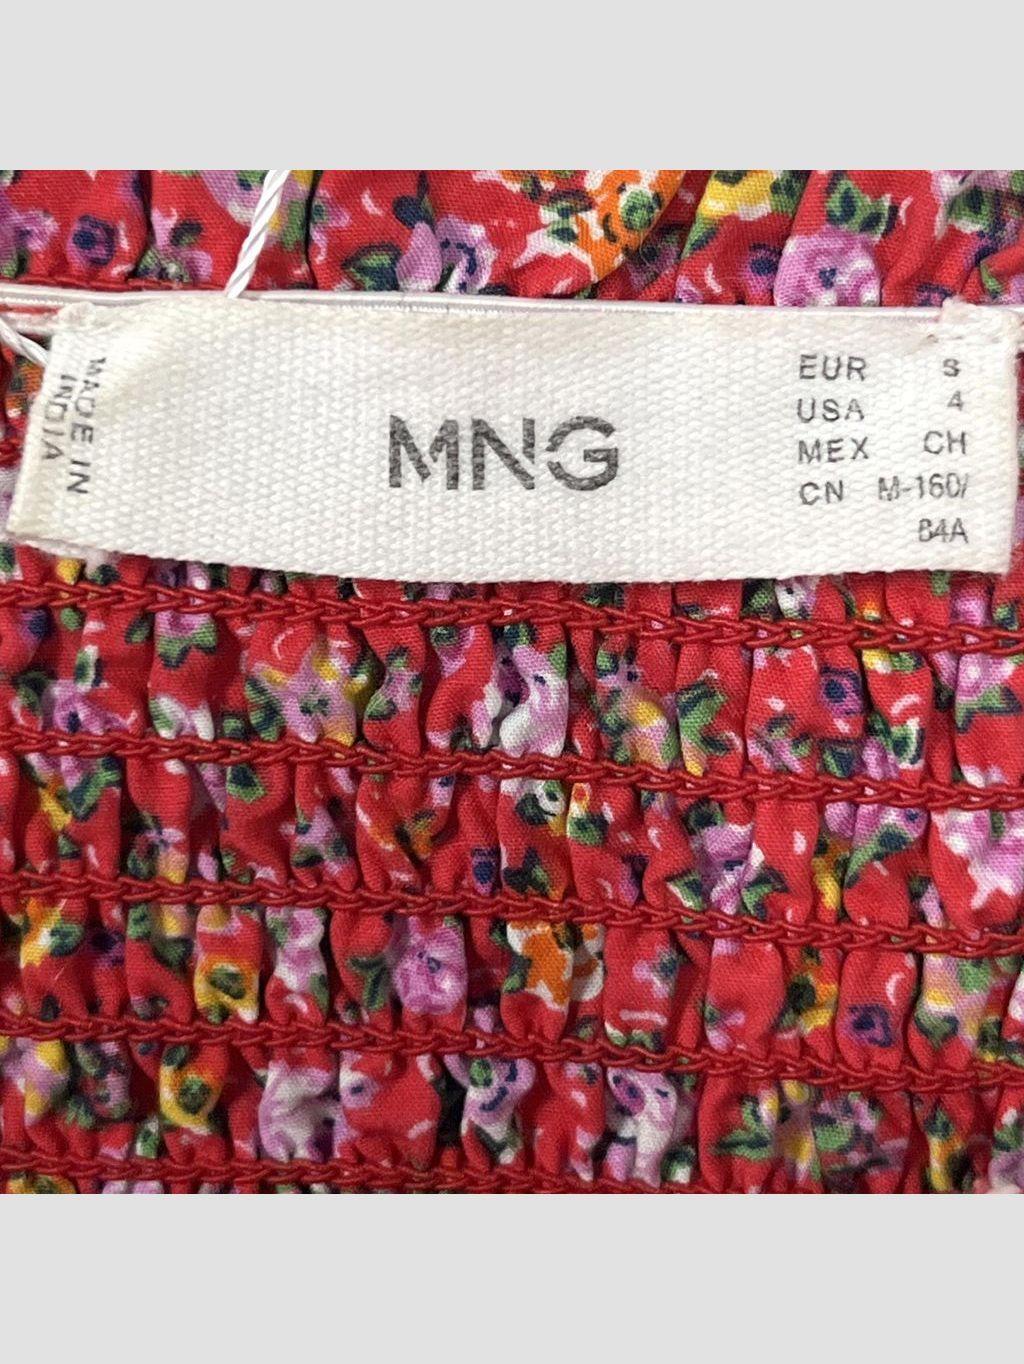 MADE IN
INDIA
MNG
EUR S
USA 4
MEX CH
CN M-160/
84A